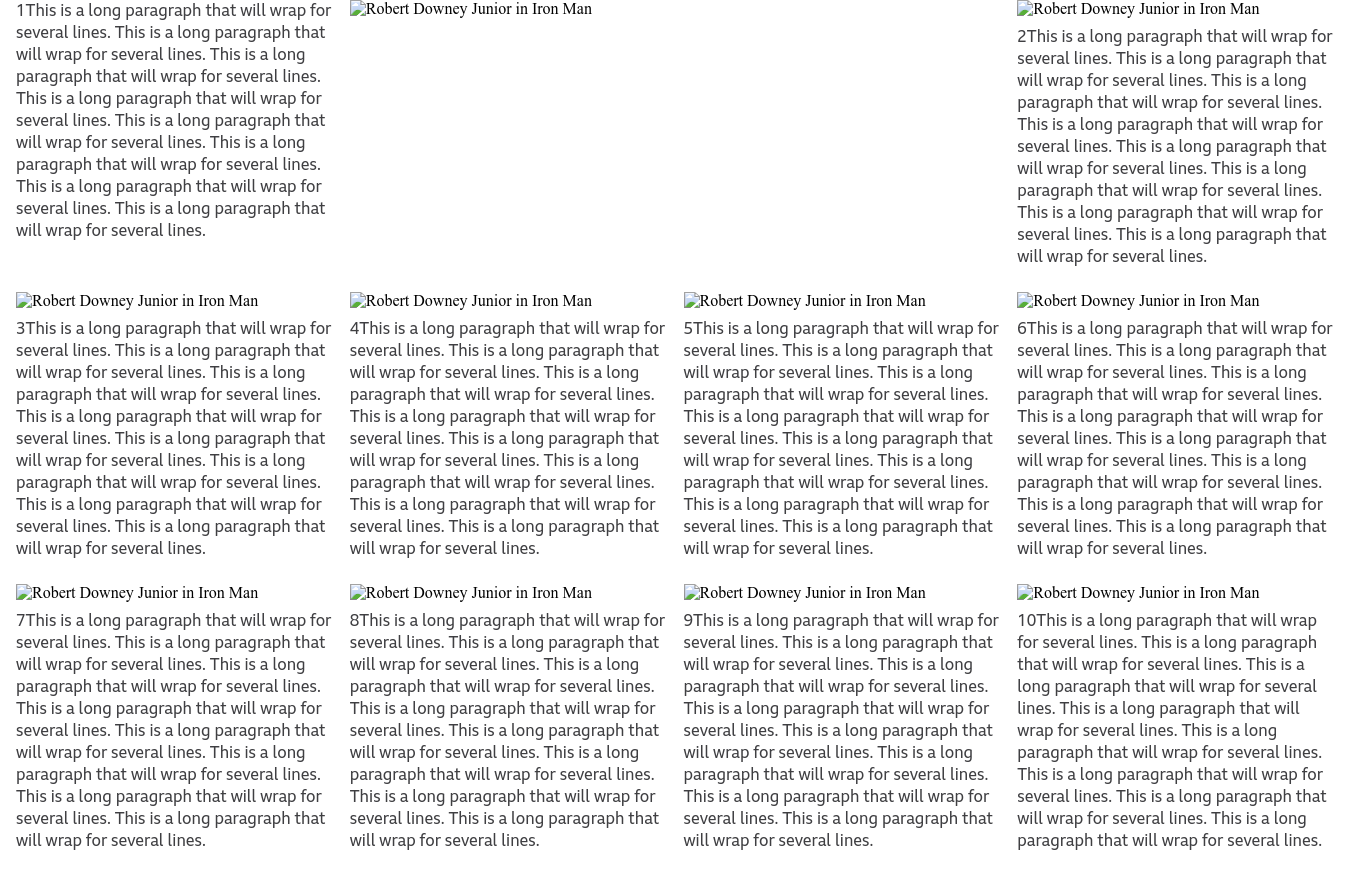 1This is a long paragraph that will wrap for
several lines. This is a long paragraph that
will wrap for several lines. This is a long
paragraph that will wrap for several lines.
This is a long paragraph that will wrap for
several lines. This is a long paragraph that
will wrap for several lines. This is a long
paragraph that will wrap for several lines.
This is a long paragraph that will wrap for
several lines. This is a long paragraph that
will wrap for several lines.
Robert Downey Junior in Iron Man
Robert Downey Junior in Iron Man
2This is a long paragraph that will wrap for
several lines. This is a long paragraph that
will wrap for several lines. This is a long
paragraph that will wrap for several lines.
This is a long paragraph that will wrap for
several lines. This is a long paragraph that
will wrap for several lines. This is a long
paragraph that will wrap for several lines.
This is a long paragraph that will wrap for
several lines. This is a long paragraph that
will wrap for several lines.
Robert Downey Junior in Iron Man
3This is a long paragraph that will wrap for
several lines. This is a long paragraph that
will wrap for several lines. This is a long
paragraph that will wrap for several lines.
This is a long paragraph that will wrap for
several lines. This is a long paragraph that
will wrap for several lines. This is a long
paragraph that will wrap for several lines.
This is a long paragraph that will wrap for
several lines. This is a long paragraph that
will wrap for several lines.
Robert Downey Junior in Iron Man
4This is a long paragraph that will wrap for
several lines. This is a long paragraph that
will wrap for several lines. This is a long
paragraph that will wrap for several lines.
This is a long paragraph that will wrap for
several lines. This is a long paragraph that
will wrap for several lines. This is a long
paragraph that will wrap for several lines.
This is a long paragraph that will wrap for
several lines. This is a long paragraph that
will wrap for several lines.
Robert Downey Junior in Iron Man
5This is a long paragraph that will wrap for
several lines. This is a long paragraph that
will wrap for several lines. This is a long
paragraph that will wrap for several lines.
This is a long paragraph that will wrap for
several lines. This is a long paragraph that
will wrap for several lines. This is a long
paragraph that will wrap for several lines.
This is a long paragraph that will wrap for
several lines. This is a long paragraph that
will wrap for several lines.
Robert Downey Junior in Iron Man
6This is a long paragraph that will wrap for
several lines. This is a long paragraph that
will wrap for several lines. This is a long
paragraph that will wrap for several lines.
This is a long paragraph that will wrap for
several lines. This is a long paragraph that
will wrap for several lines. This is a long
paragraph that will wrap for several lines.
This is a long paragraph that will wrap for
several lines. This is a long paragraph that
will wrap for several lines.
Robert Downey Junior in Iron Man
7This is a long paragraph that will wrap for
several lines. This is a long paragraph that
will wrap for several lines. This is a long
paragraph that will wrap for several lines.
This is a long paragraph that will wrap for
several lines. This is a long paragraph that
will wrap for several lines. This is a long
paragraph that will wrap for several lines.
This is a long paragraph that will wrap for
several lines. This is a long paragraph that
will wrap for several lines.
Robert Downey Junior in Iron Man
8This is a long paragraph that will wrap for
several lines. This is a long paragraph that
will wrap for several lines. This is a long
paragraph that will wrap for several lines.
This is a long paragraph that will wrap for
several lines. This is a long paragraph that
will wrap for several lines. This is a long
paragraph that will wrap for several lines.
This is a long paragraph that will wrap for
several lines. This is a long paragraph that
will wrap for several lines.
Robert Downey Junior in Iron Man
9This is a long paragraph that will wrap for
several lines. This is a long paragraph that
will wrap for several lines. This is a long
paragraph that will wrap for several lines.
This is a long paragraph that will wrap for
several lines. This is a long paragraph that
will wrap for several lines. This is a long
paragraph that will wrap for several lines.
This is a long paragraph that will wrap for
several lines. This is a long paragraph that
will wrap for several lines.
Robert Downey Junior in Iron Man
10This is a long paragraph that will wrap
for several lines. This is a long paragraph
that will wrap for several lines. This is a
long paragraph that will wrap for several
lines. This is a long paragraph that will
wrap for several lines. This is a long
paragraph that will wrap for several lines.
This is a long paragraph that will wrap for
several lines. This is a long paragraph that
will wrap for several lines. This is a long
paragraph that will wrap for several lines.